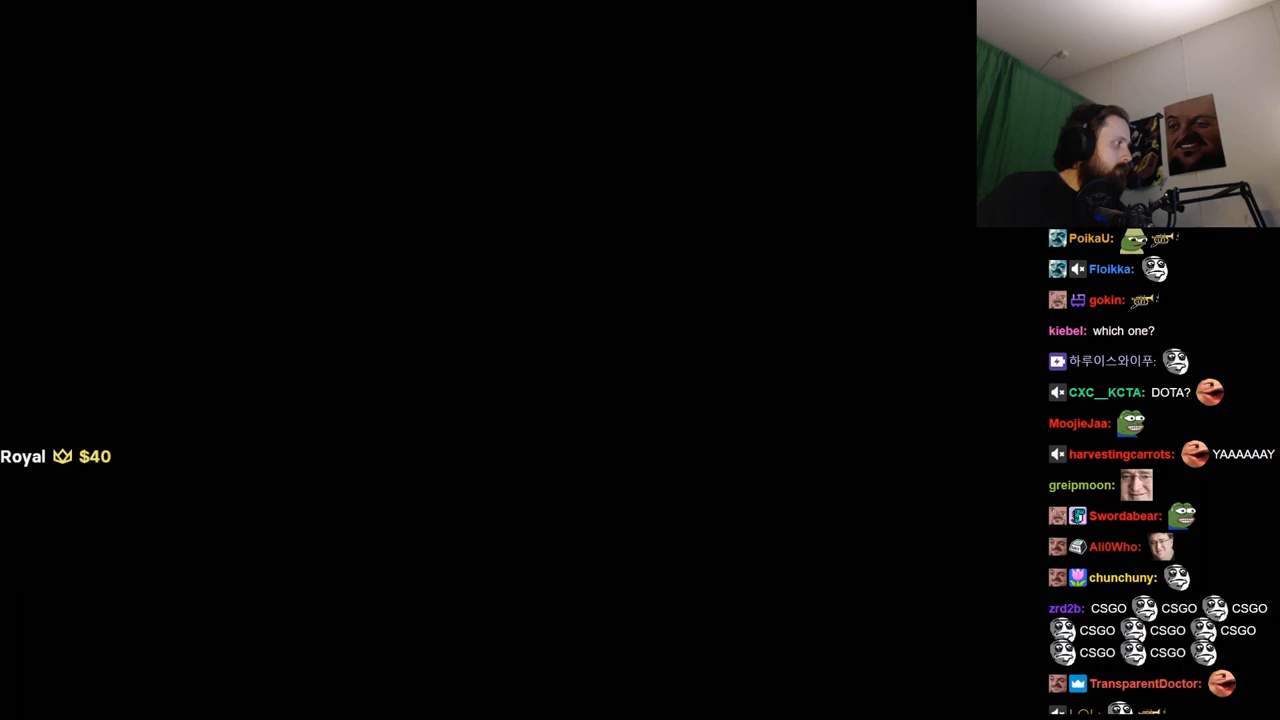 PoikaU:
Floikka:
gokin:
kiebel: which one?
하루이스와이푸:
CXC__KCTA: DOTA?
MoojieJaa:
harvestingcarrots: YAAAAAAY
Royal $40
greipmoon:
Swordabear:
Ali0Who:
chunchuny:
zrd2b: CSGO CSGO CSGO
CSGO CSGO CSGO
CSGO CSGO
TransparentDoctor: